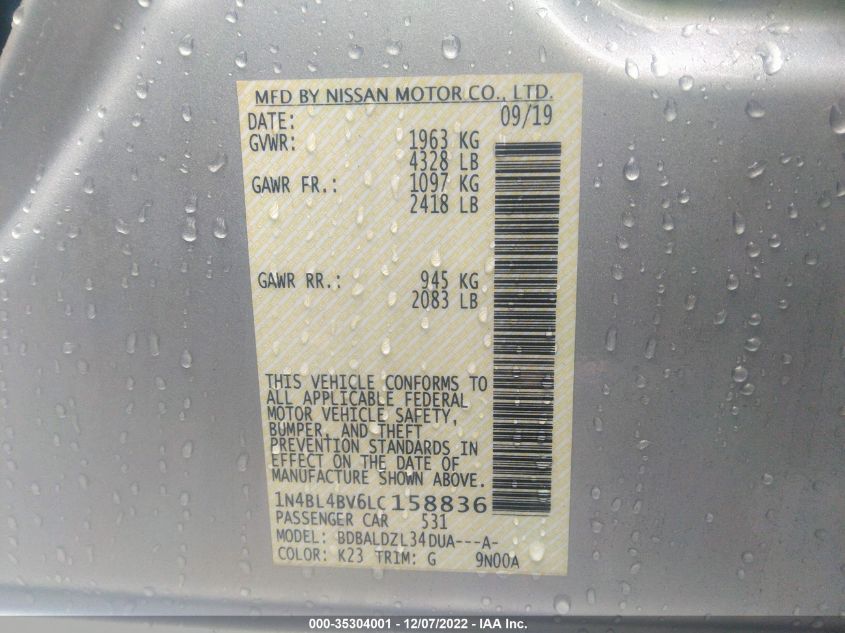 MFD BY NISSAN MOTOR CO., LTD.
DATE: 09/19
GVWR: 1963 KG
4328 LB
GAWR FR.: 1097 KG
2418 LB
GAWR RR.: 945 KG
2083 LB
THIS VEHICLE CONFORMS TO
ALL APPLICABLE FEDERAL
MOTOR VEHICLE SAFETY,
BUMPER, AND THEFT
PREVENTION STANDARDS IN
EFFECT ON THE DATE OF
MANUFACTURE SHOWN ABOVE.
1N4BL4BV6LC158836
PASSENGER CAR 531
MODEL: BDBALDZL34DUA---A-
COLOR: K23 TRIM: G 9N00A
000-35304001 - 12/07/2022 - IAA Inc.